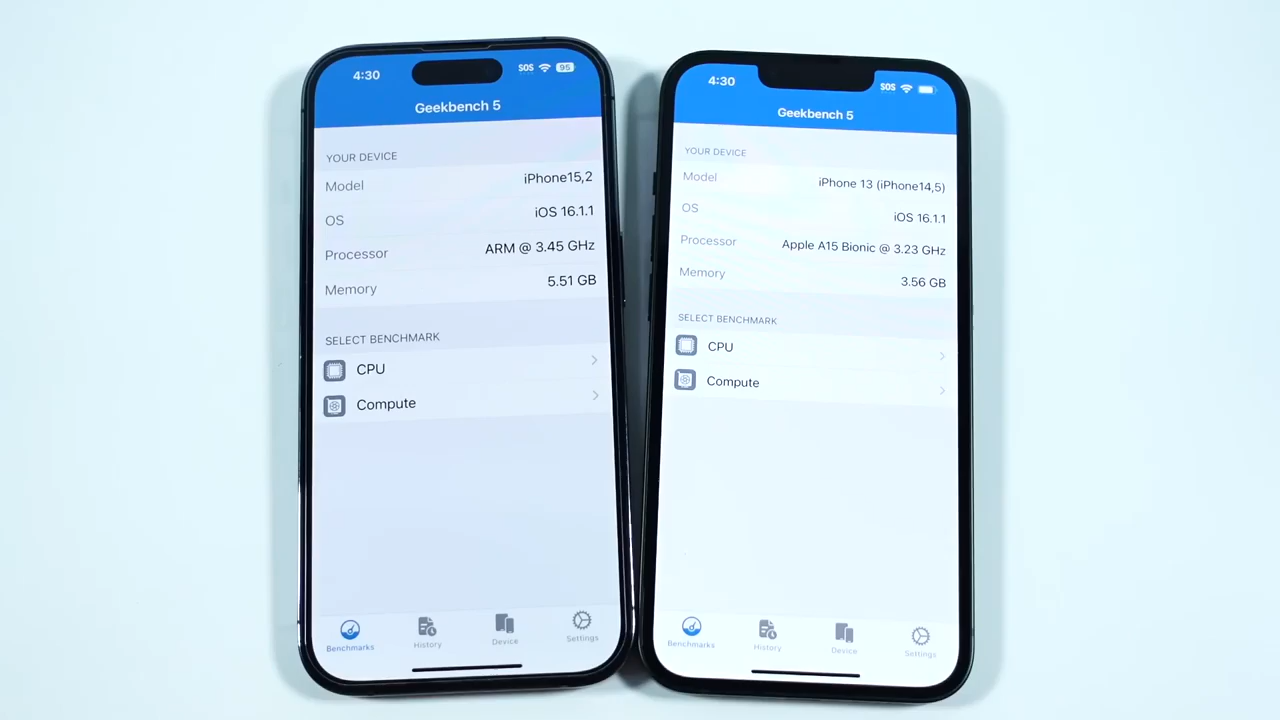 4:30
SOS
95
Geekbench 5
YOUR DEVICE
Model iPhone15,2
OS iOS 16.1.1
Processor ARM @ 3.45 GHz
Memory 5.51 GB
SELECT BENCHMARK
CPU
Compute
Benchmarks
History
Device
Settings
4:30
SOS
Geekbench 5
YOUR DEVICE
Model iPhone 13 (iPhone14,5)
OS iOS 16.1.1
Processor Apple A15 Bionic @ 3.23 GHz
Memory 3.56 GB
SELECT BENCHMARK
CPU
Compute
Benchmarks
History
Device
Settings